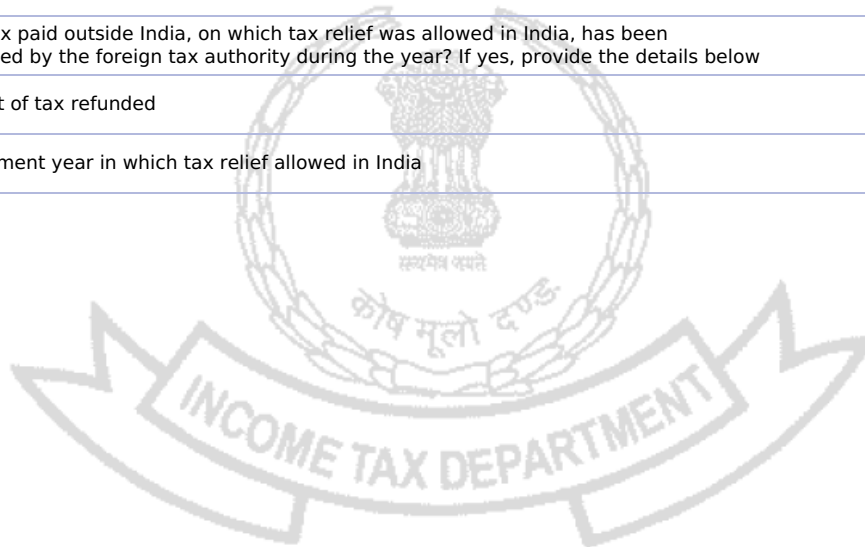 x paid outside India, on which tax relief was allowed in India, has been
ed by the foreign tax authority during the year? If yes, provide the details below
t of tax refunded
ment year in which tax relief allowed in India
सत्यमेव जयते
कोष मूलो दण्ड:
INCOME TAX DEPARTMENT